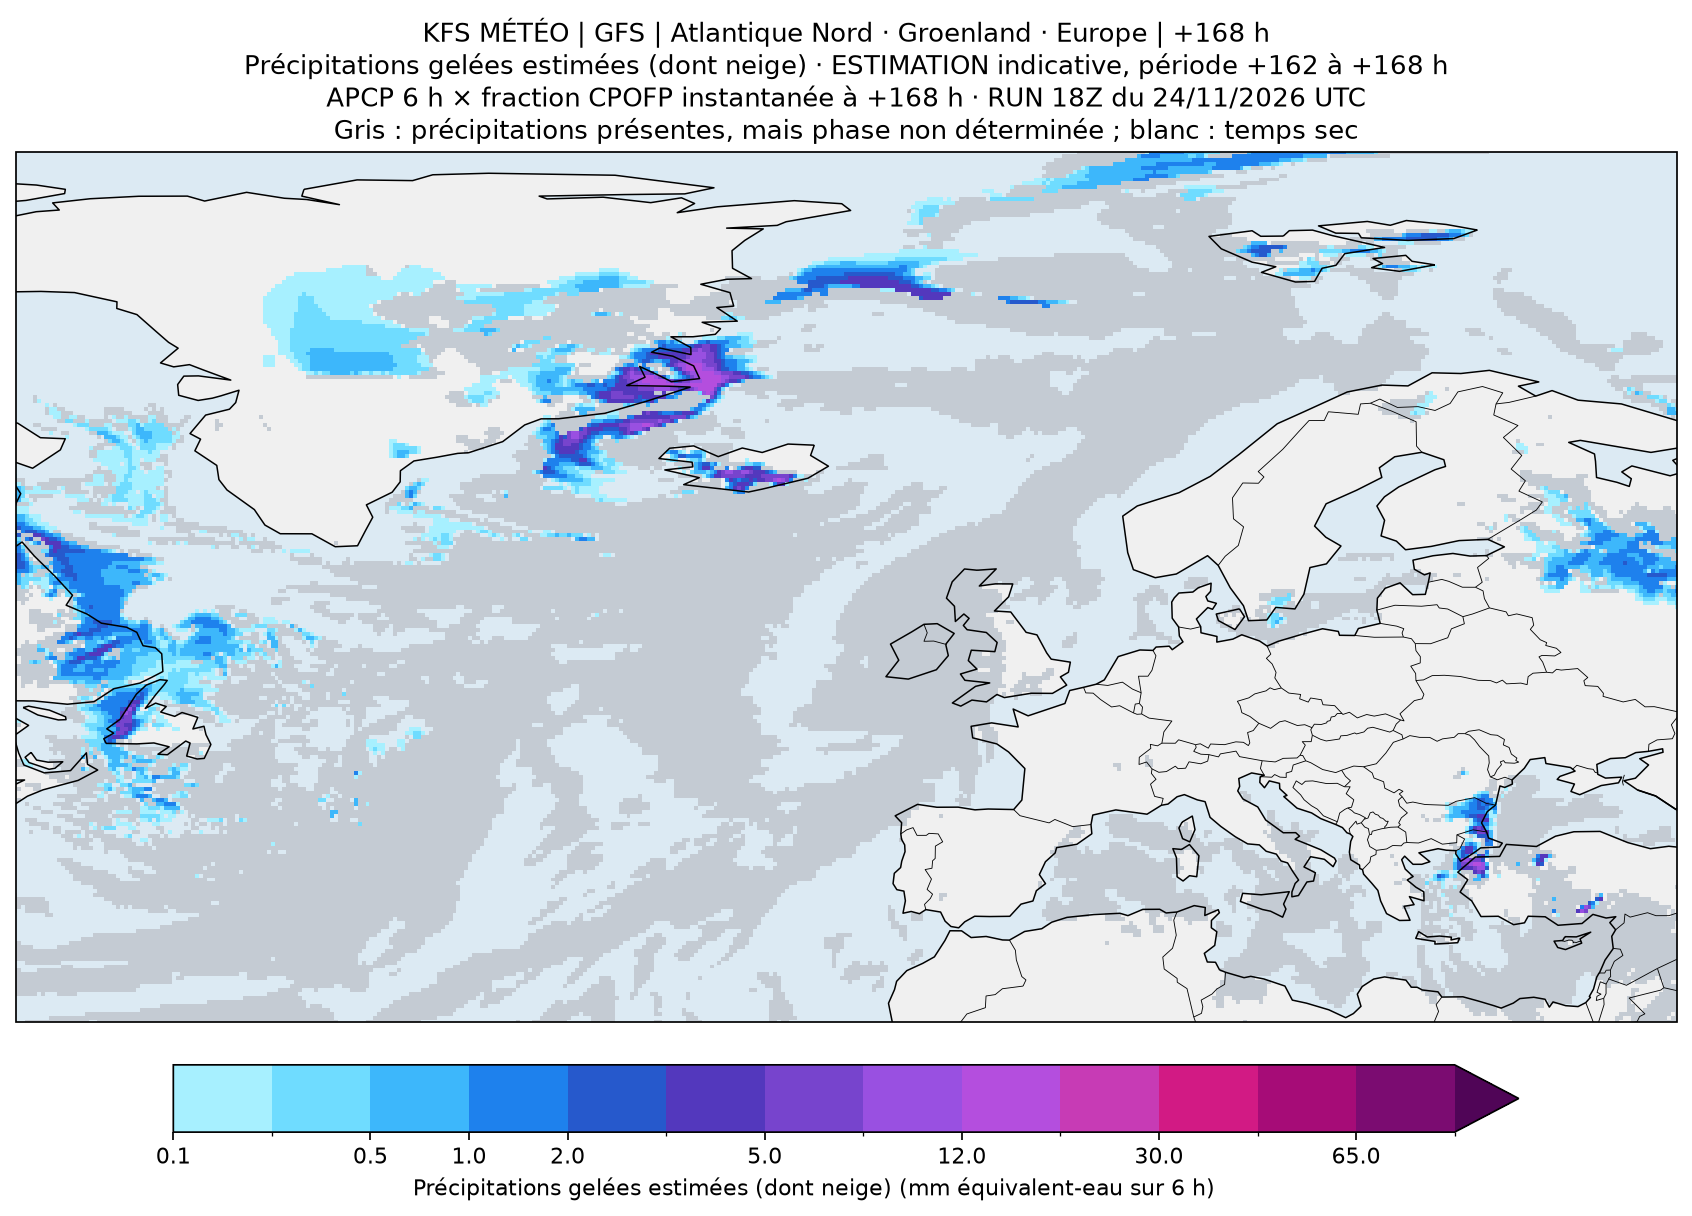 KFS MÉTÉO | GFS | Atlantique Nord · Groenland · Europe | +168 h
Précipitations gelées estimées (dont neige) · ESTIMATION indicative, période +162 à +168 h
APCP 6 h × fraction CPOFP instantanée à +168 h · RUN 18Z du 24/11/2026 UTC
Gris : précipitations présentes, mais phase non déterminée ; blanc : temps sec
0.1 0.5 1.0 2.0 5.0 12.0 30.0 65.0
Précipitations gelées estimées (dont neige) (mm équivalent-eau sur 6 h)